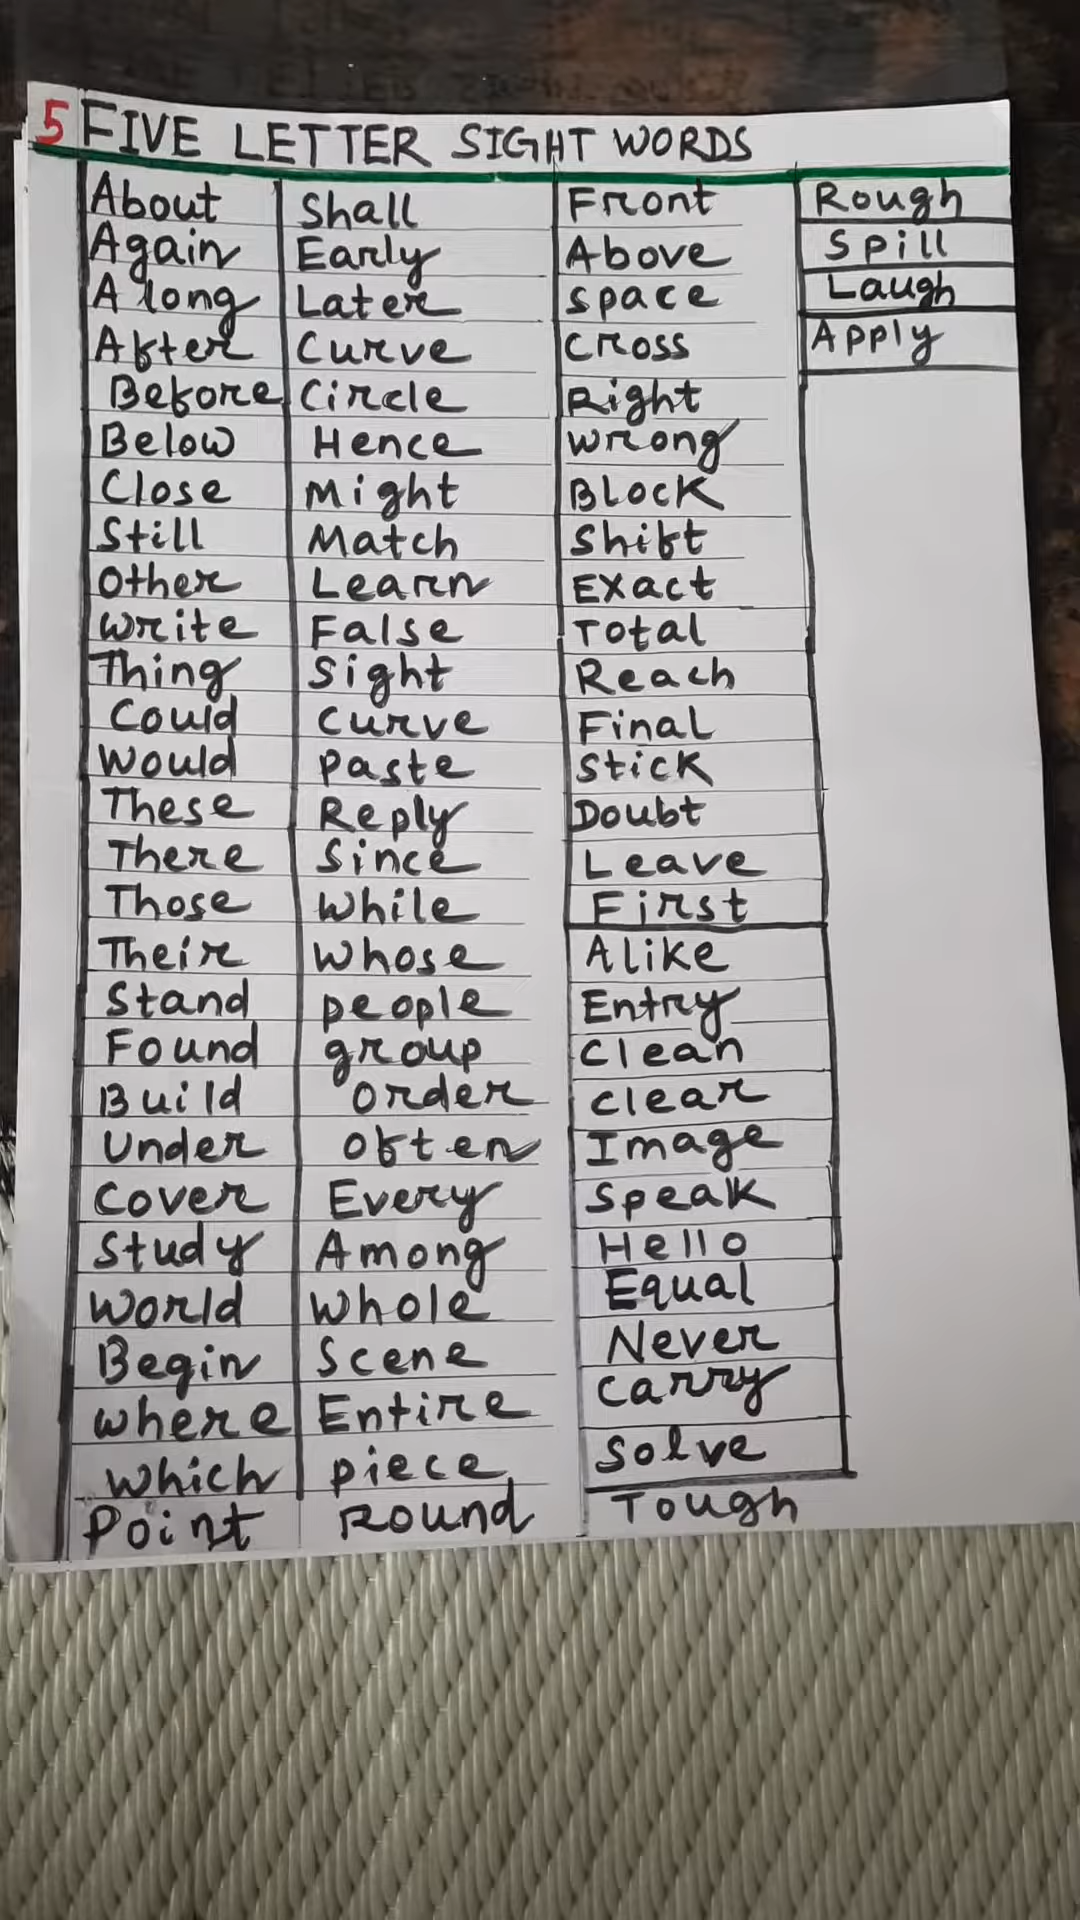 5 FIVE LETTER SIGHT WORDS
About
Again
Along
After
Before
Below
Close
Still
Other
Write
Thing
Could
Would
These
There
Those
Their
Stand
Found
Build
Under
Cover
Study
World
Begin
where
which
Point
Shall
Early
Later
Curve
Circle
Hence
Might
Match
Learn
False
Sight
Curve
Paste
Reply
Since
While
Whose
people
group
order
Often
Every
Among
Whole
Scene
Entire
piece
Round
Front
Above
Space
Cross
Right
Wrong
BLocK
Shift
Exact
Total
Reach
Final
Stick
Doubt
Leave
First
Alike
Entry
Clean
Clear
Image
Speak
Hello
Equal
Never
Carry
Solve
Tough
Rough
Spill
Laugh
Apply